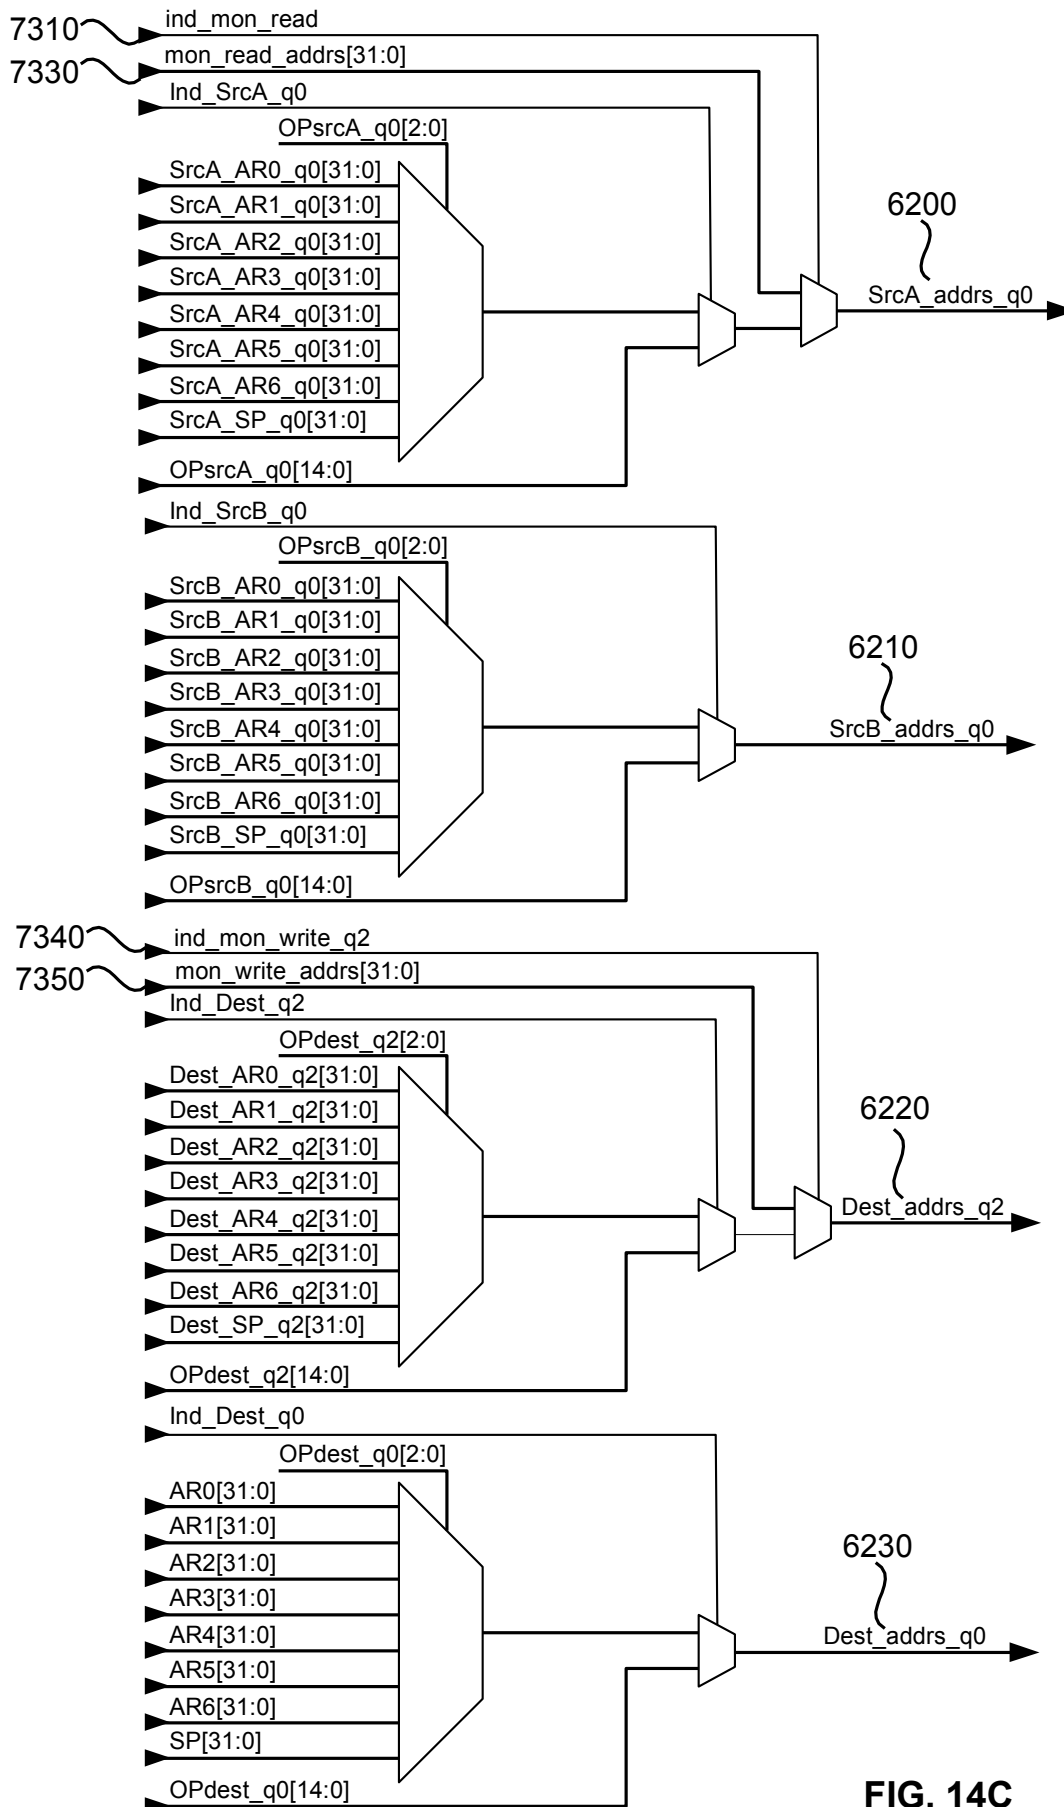 7310
ind_mon_read
mon_read_addrs[31:0]
7330
Ind_SrcA_q0
OPsrcA_q0[2:0]
SrcA_AR0_q0[31:0]
SrcA_AR1_q0[31:0]
6200
SrcA_AR2_q0[31:0]
SrcA_AR3_q0[31:0]
SrcA_addrs_q0
SrcA_AR4_q0[31:0]
SrcA_AR5_q0[31:0]
SrcA_AR6_q0[31:0]
SrcA_SP_q0[31:0]
OPsrcA_q0[14:0]
Ind_SrcB_q0
OPsrcB_q0[2:0]
SrcB_AR0_q0[31:0]
SrcB_AR1_q0[31:0]
6210
SrcB_AR2_q0[31:0]
SrcB_AR3_q0[31:0]
SrcB_AR4_q0[31:0]
SrcB_addrs_q0
SrcB_AR5_q0[31:0]
SrcB_AR6_q0[31:0]
SrcB_SP_q0[31:0]
OPsrcB_q0[14:0]
7340
ind_mon_write_q2
7350
mon_write_addrs[31:0]
Ind_Dest_q2
OPdest_q2[2:0]
Dest_AR0_q2[31:0]
Dest_AR1_q2[31:0]
6220
Dest_AR2_q2[31:0]
Dest_AR3_q2[31:0]
Dest_addrs_q2
Dest_AR4_q2[31:0]
Dest_AR5_q2[31:0]
Dest_AR6_q2[31:0]
Dest_SP_q2[31:0]
OPdest_q2[14:0]
Ind_Dest_q0
OPdest_q0[2:0]
AR0[31:0]
AR1[31:0]
6230
AR2[31:0]
AR3[31:0]
AR4[31:0]
Dest_addrs_q0
AR5[31:0]
AR6[31:0]
SP[31:0]
OPdest_q0[14:0]
FIG. 14C